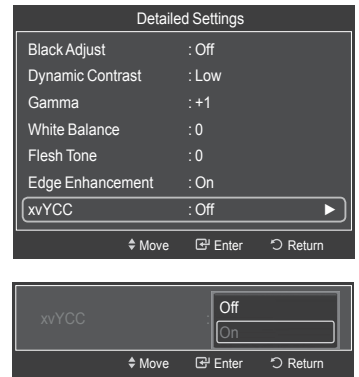 Detailed Settings
Black Adjust : Off
Dynamic Contrast : Low
Gamma : +1
White Balance : 0
Flesh Tone : 0
Edge Enhancement : On
xvYCC : Off ►
Move Enter Return
xvYCC : Off
On
Move Enter Return